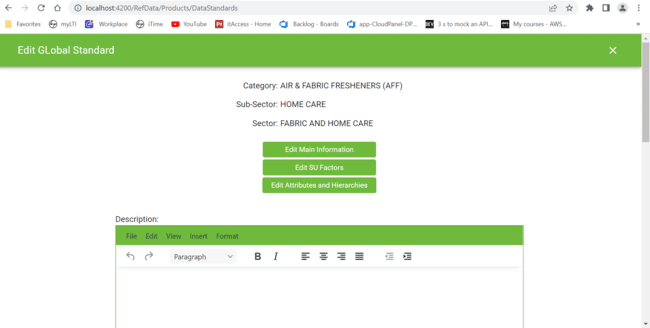 localhost:4200/RefData/Products/DataStandards
Favorites myLTI Workplace iTime YouTube itAccess - Home Backlog - Boards app-CloudPanel-DP... 3 s to mock an API... My courses - AWS... »
Edit GLobal Standard
Category: AIR & FABRIC FRESHENERS (AFF)
Sub-Sector: HOME CARE
Sector: FABRIC AND HOME CARE
Edit Main Information
Edit SU Factors
Edit Attributes and Hierarchies
Description:
File Edit View Insert Format
Paragraph B I